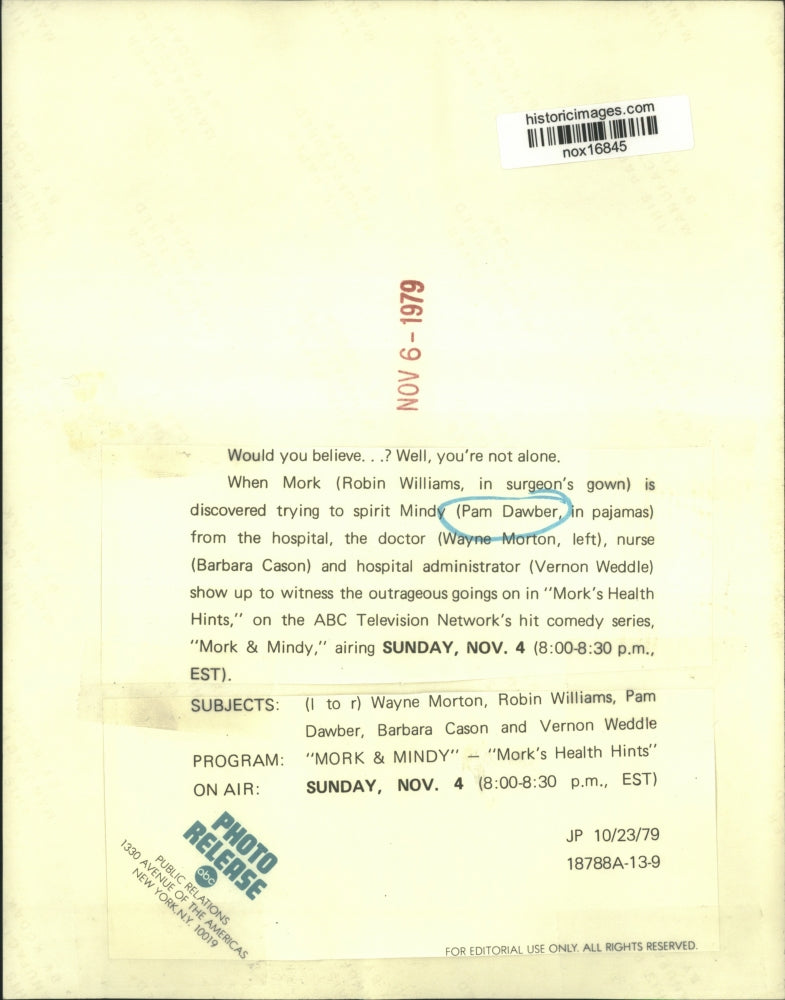 historicimages.com
nox16845
NOV 6 - 1979
Would you believe. . .? Well, you're not alone.
When Mork (Robin Williams, in surgeon's gown) is
discovered trying to spirit Mindy (Pam Dawber, in pajamas)
from the hospital, the doctor (Wayne Morton, left), nurse
(Barbara Cason) and hospital administrator (Vernon Weddle)
show up to witness the outrageous goings on in "Mork's Health
Hints," on the ABC Television Network's hit comedy series,
"Mork & Mindy," airing SUNDAY, NOV. 4 (8:00-8:30 p.m.,
EST).
SUBJECTS: (l to r) Wayne Morton, Robin Williams, Pam
Dawber, Barbara Cason and Vernon Weddle
PROGRAM: "MORK & MINDY" — "Mork's Health Hints"
ON AIR: SUNDAY, NOV. 4 (8:00-8:30 p.m., EST)
JP 10/23/79
18788A-13-9
PHOTO
RELEASE
abc
PUBLIC RELATIONS
1330 AVENUE OF THE AMERICAS
NEW YORK, N.Y. 10019
FOR EDITORIAL USE ONLY. ALL RIGHTS RESERVED.